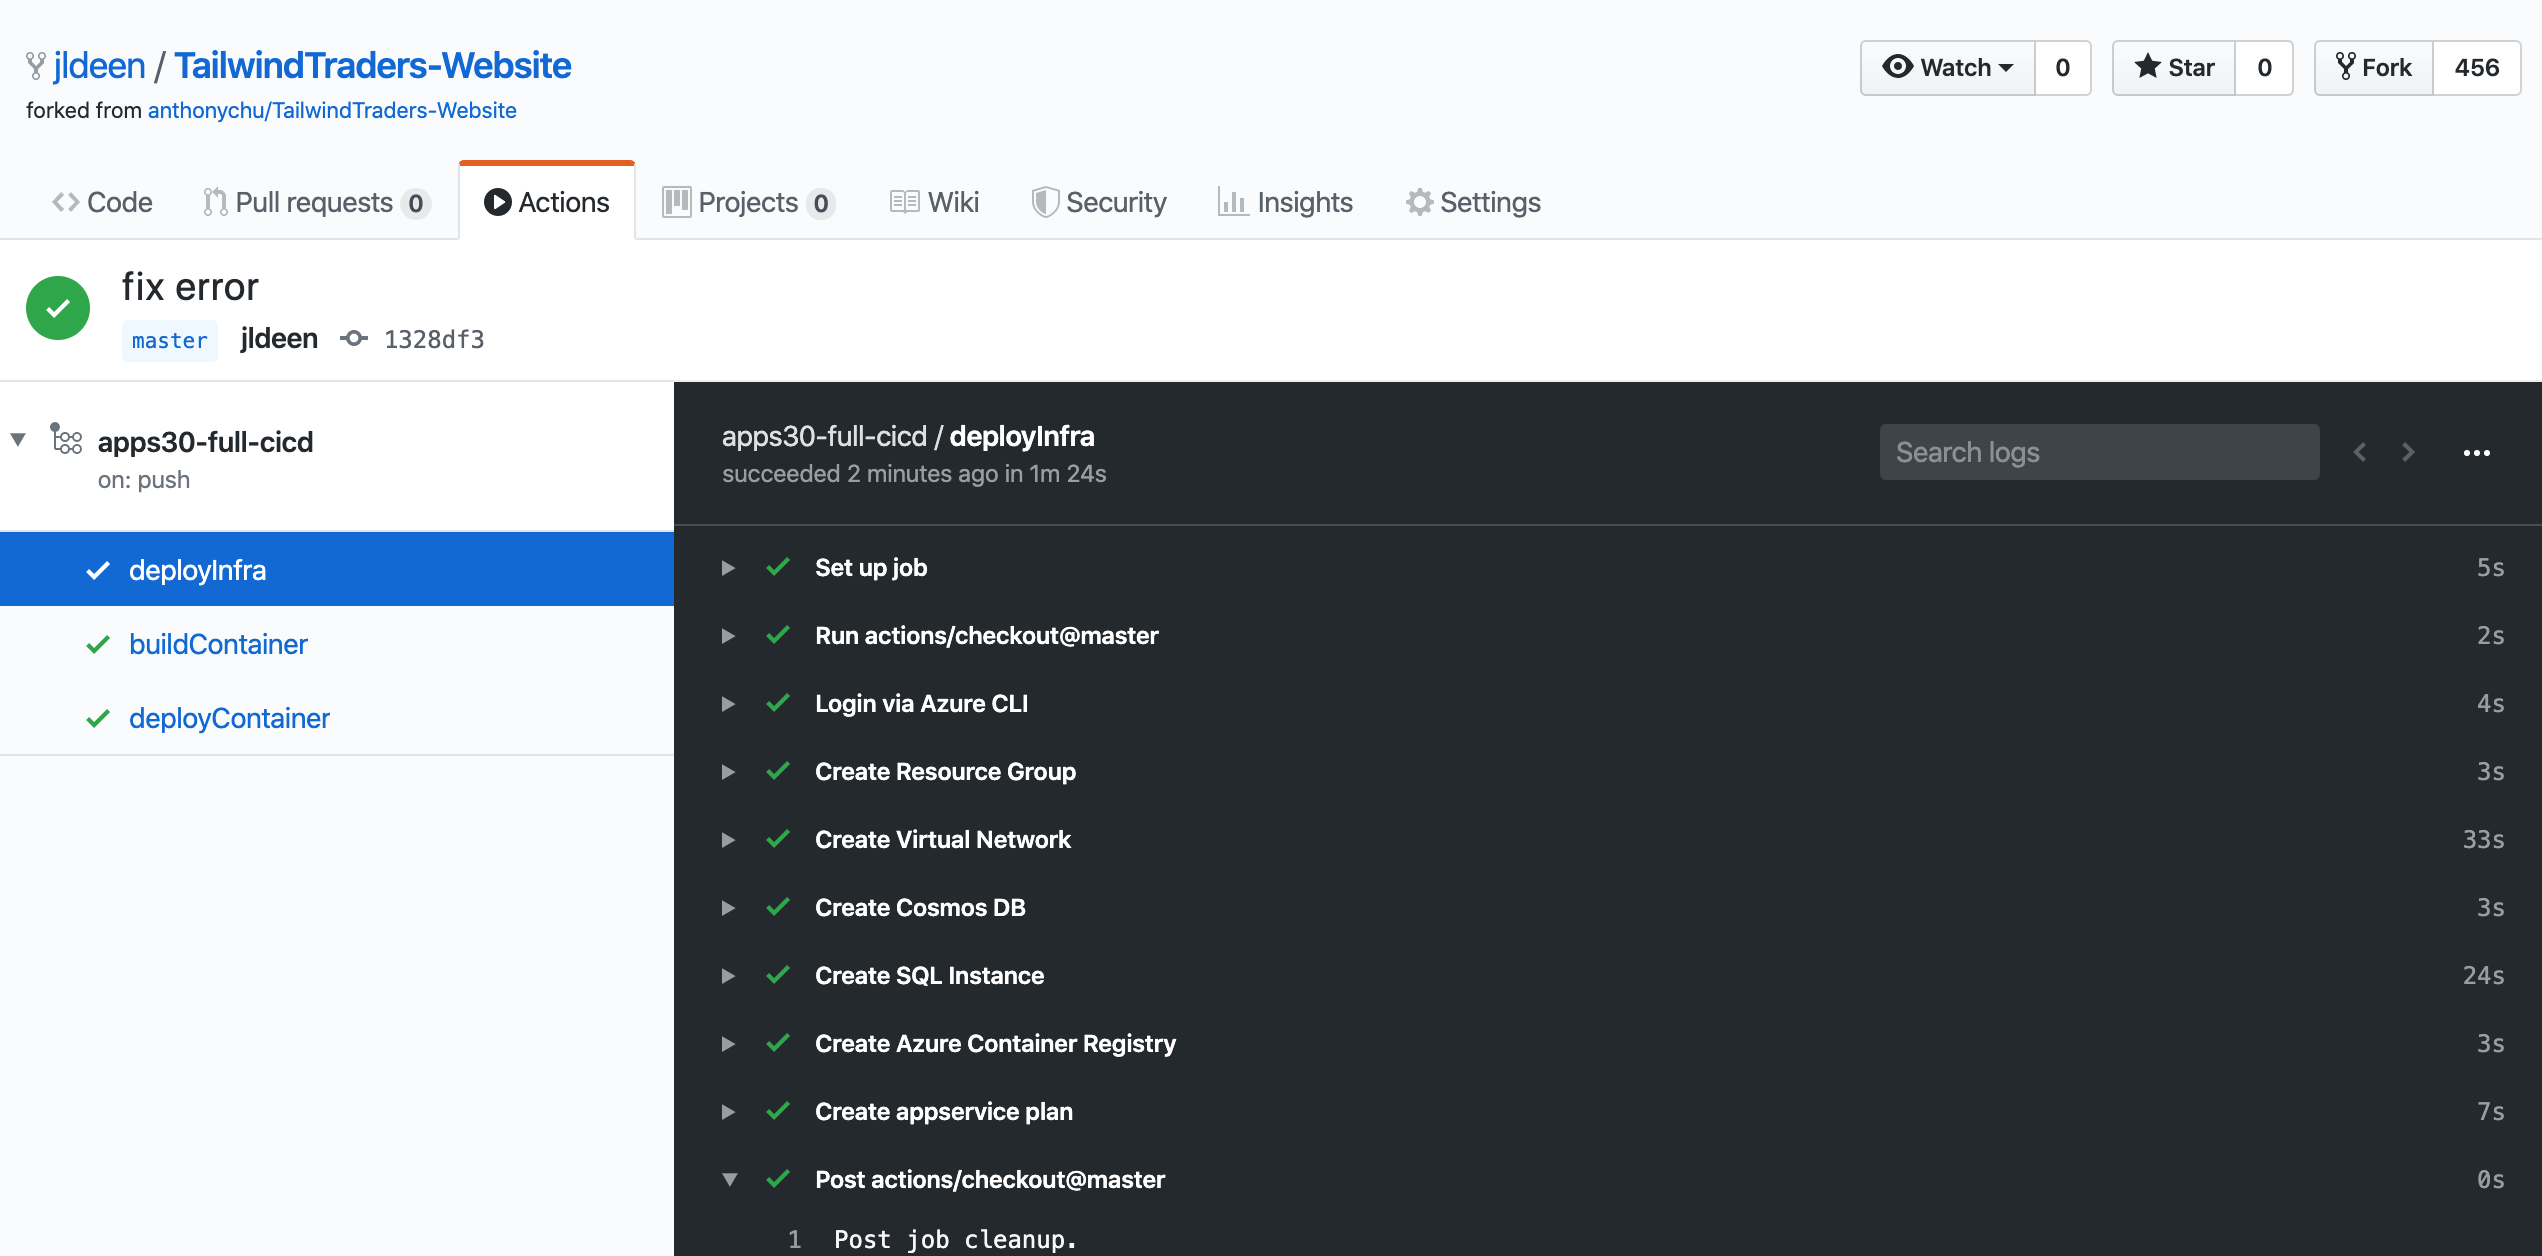 jldeen / TailwindTraders-Website
Watch 0 Star 0 Fork 456
forked from anthonychu/TailwindTraders-Website
Code Pull requests 0 Actions Projects 0 Wiki Security Insights Settings
fix error
master jldeen 1328df3
apps30-full-cicd
on: push
deployInfra
buildContainer
deployContainer
apps30-full-cicd / deployInfra
succeeded 2 minutes ago in 1m 24s
Search logs
Set up job 5s
Run actions/checkout@master 2s
Login via Azure CLI 4s
Create Resource Group 3s
Create Virtual Network 33s
Create Cosmos DB 3s
Create SQL Instance 24s
Create Azure Container Registry 3s
Create appservice plan 7s
Post actions/checkout@master 0s
1 Post job cleanup.